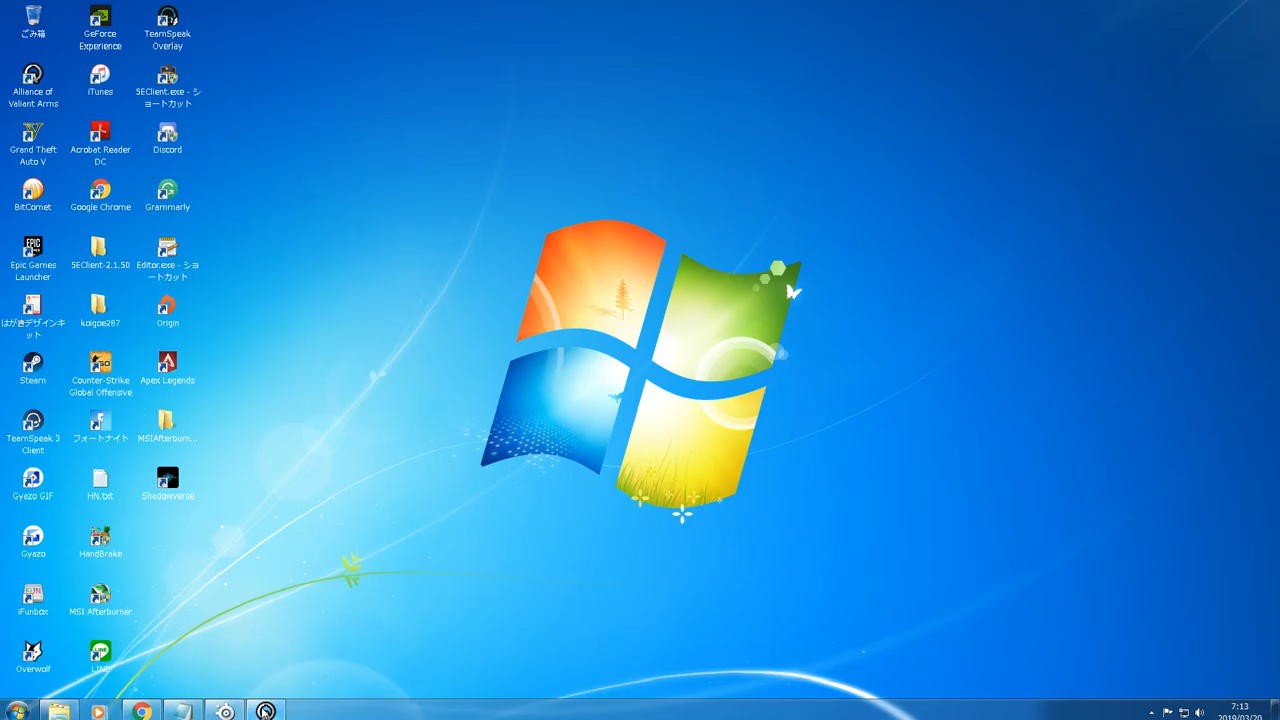 ごみ箱
GeForce
Experience
TeamSpeak
Overlay
Alliance of
Valiant Arms
iTunes
5EClient.exe - シ
ョートカット
Grand Theft
Auto V
Acrobat Reader
DC
Discord
BitComet
Google Chrome
Grammarly
Epic Games
Launcher
5EClient-2.1.50
Editor.exe - ショ
ートカット
はがきデザインキ
ット
koigoe287
Origin
Steam
Counter-Strike
Global Offensive
Apex Legends
TeamSpeak 3
Client
フォートナイト
MSIAfterburn...
Gyazo GIF
HN.txt
Shadowverse
Gyazo
HandBrake
iFunbox
MSI Afterburner
Overwolf
LINE
7:13
2019/03/20